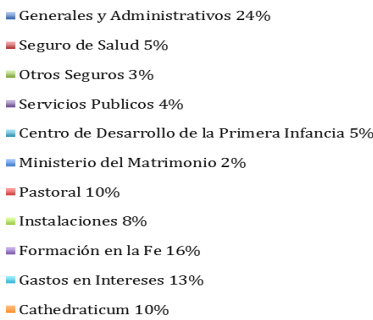 Generales y Administrativos 24%
Seguro de Salud 5%
Otros Seguros 3%
Servicios Publicos 4%
Centro de Desarrollo de la Primera Infancia 5%
Ministerio del Matrimonio 2%
Pastoral 10%
Instalaciones 8%
Formación en la Fe 16%
Gastos en Intereses 13%
Cathedraticum 10%